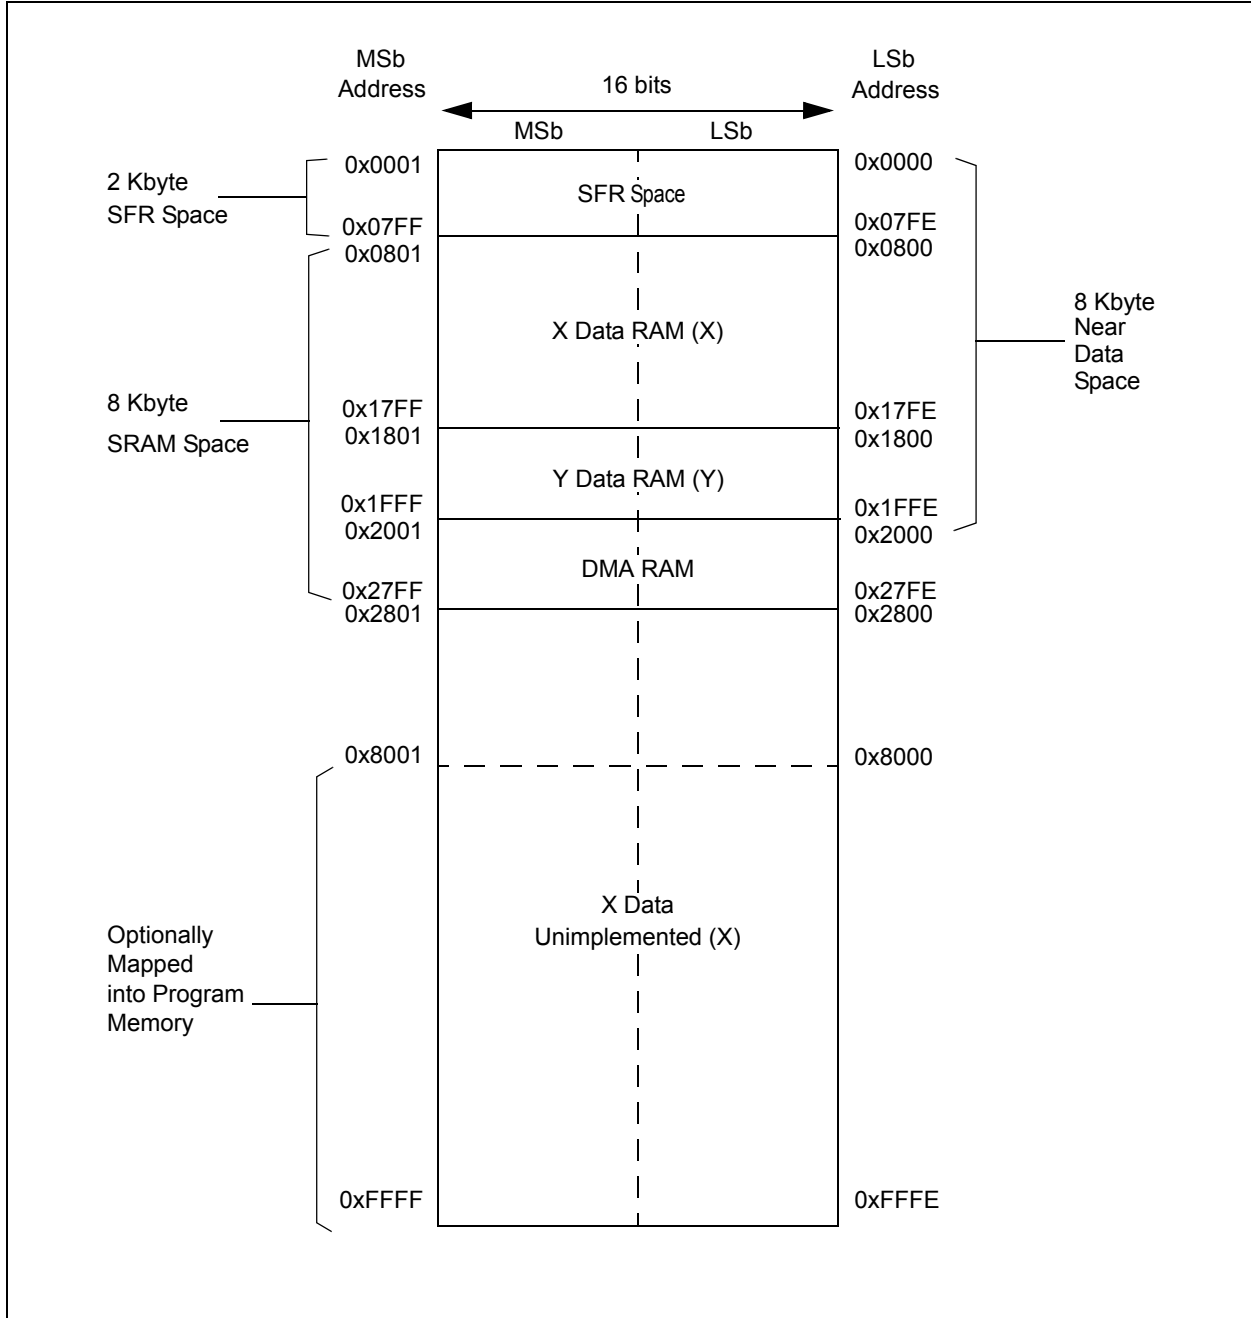 MSb
Address
LSb
Address
16 bits
MSb
LSb
0x0001
0x0000
2 Kbyte
SFR Space
SFR Space
0x07FF
0x07FE
0x0801
0x0800
8 Kbyte
Near
Data
Space
X Data RAM (X)
8 Kbyte
SRAM Space
0x17FF
0x17FE
0x1801
0x1800
Y Data RAM (Y)
0x1FFF
0x1FFE
0x2001
0x2000
DMA RAM
0x27FF
0x27FE
0x2801
0x2800
0x8001
0x8000
X Data
Unimplemented (X)
Optionally
Mapped
into Program
Memory
0xFFFF
0xFFFE